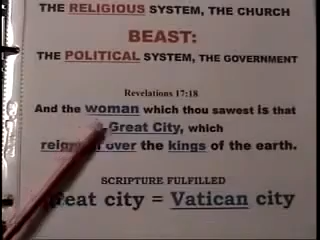 THE RELIGIOUS SYSTEM, THE CHURCH
BEAST:
THE POLITICAL SYSTEM, THE GOVERNMENT
Revelations 17:18
And the woman which thou sawest is that
Great City, which
over the kings of the earth.
SCRIPTURE FULFILLED
city = Vatican city